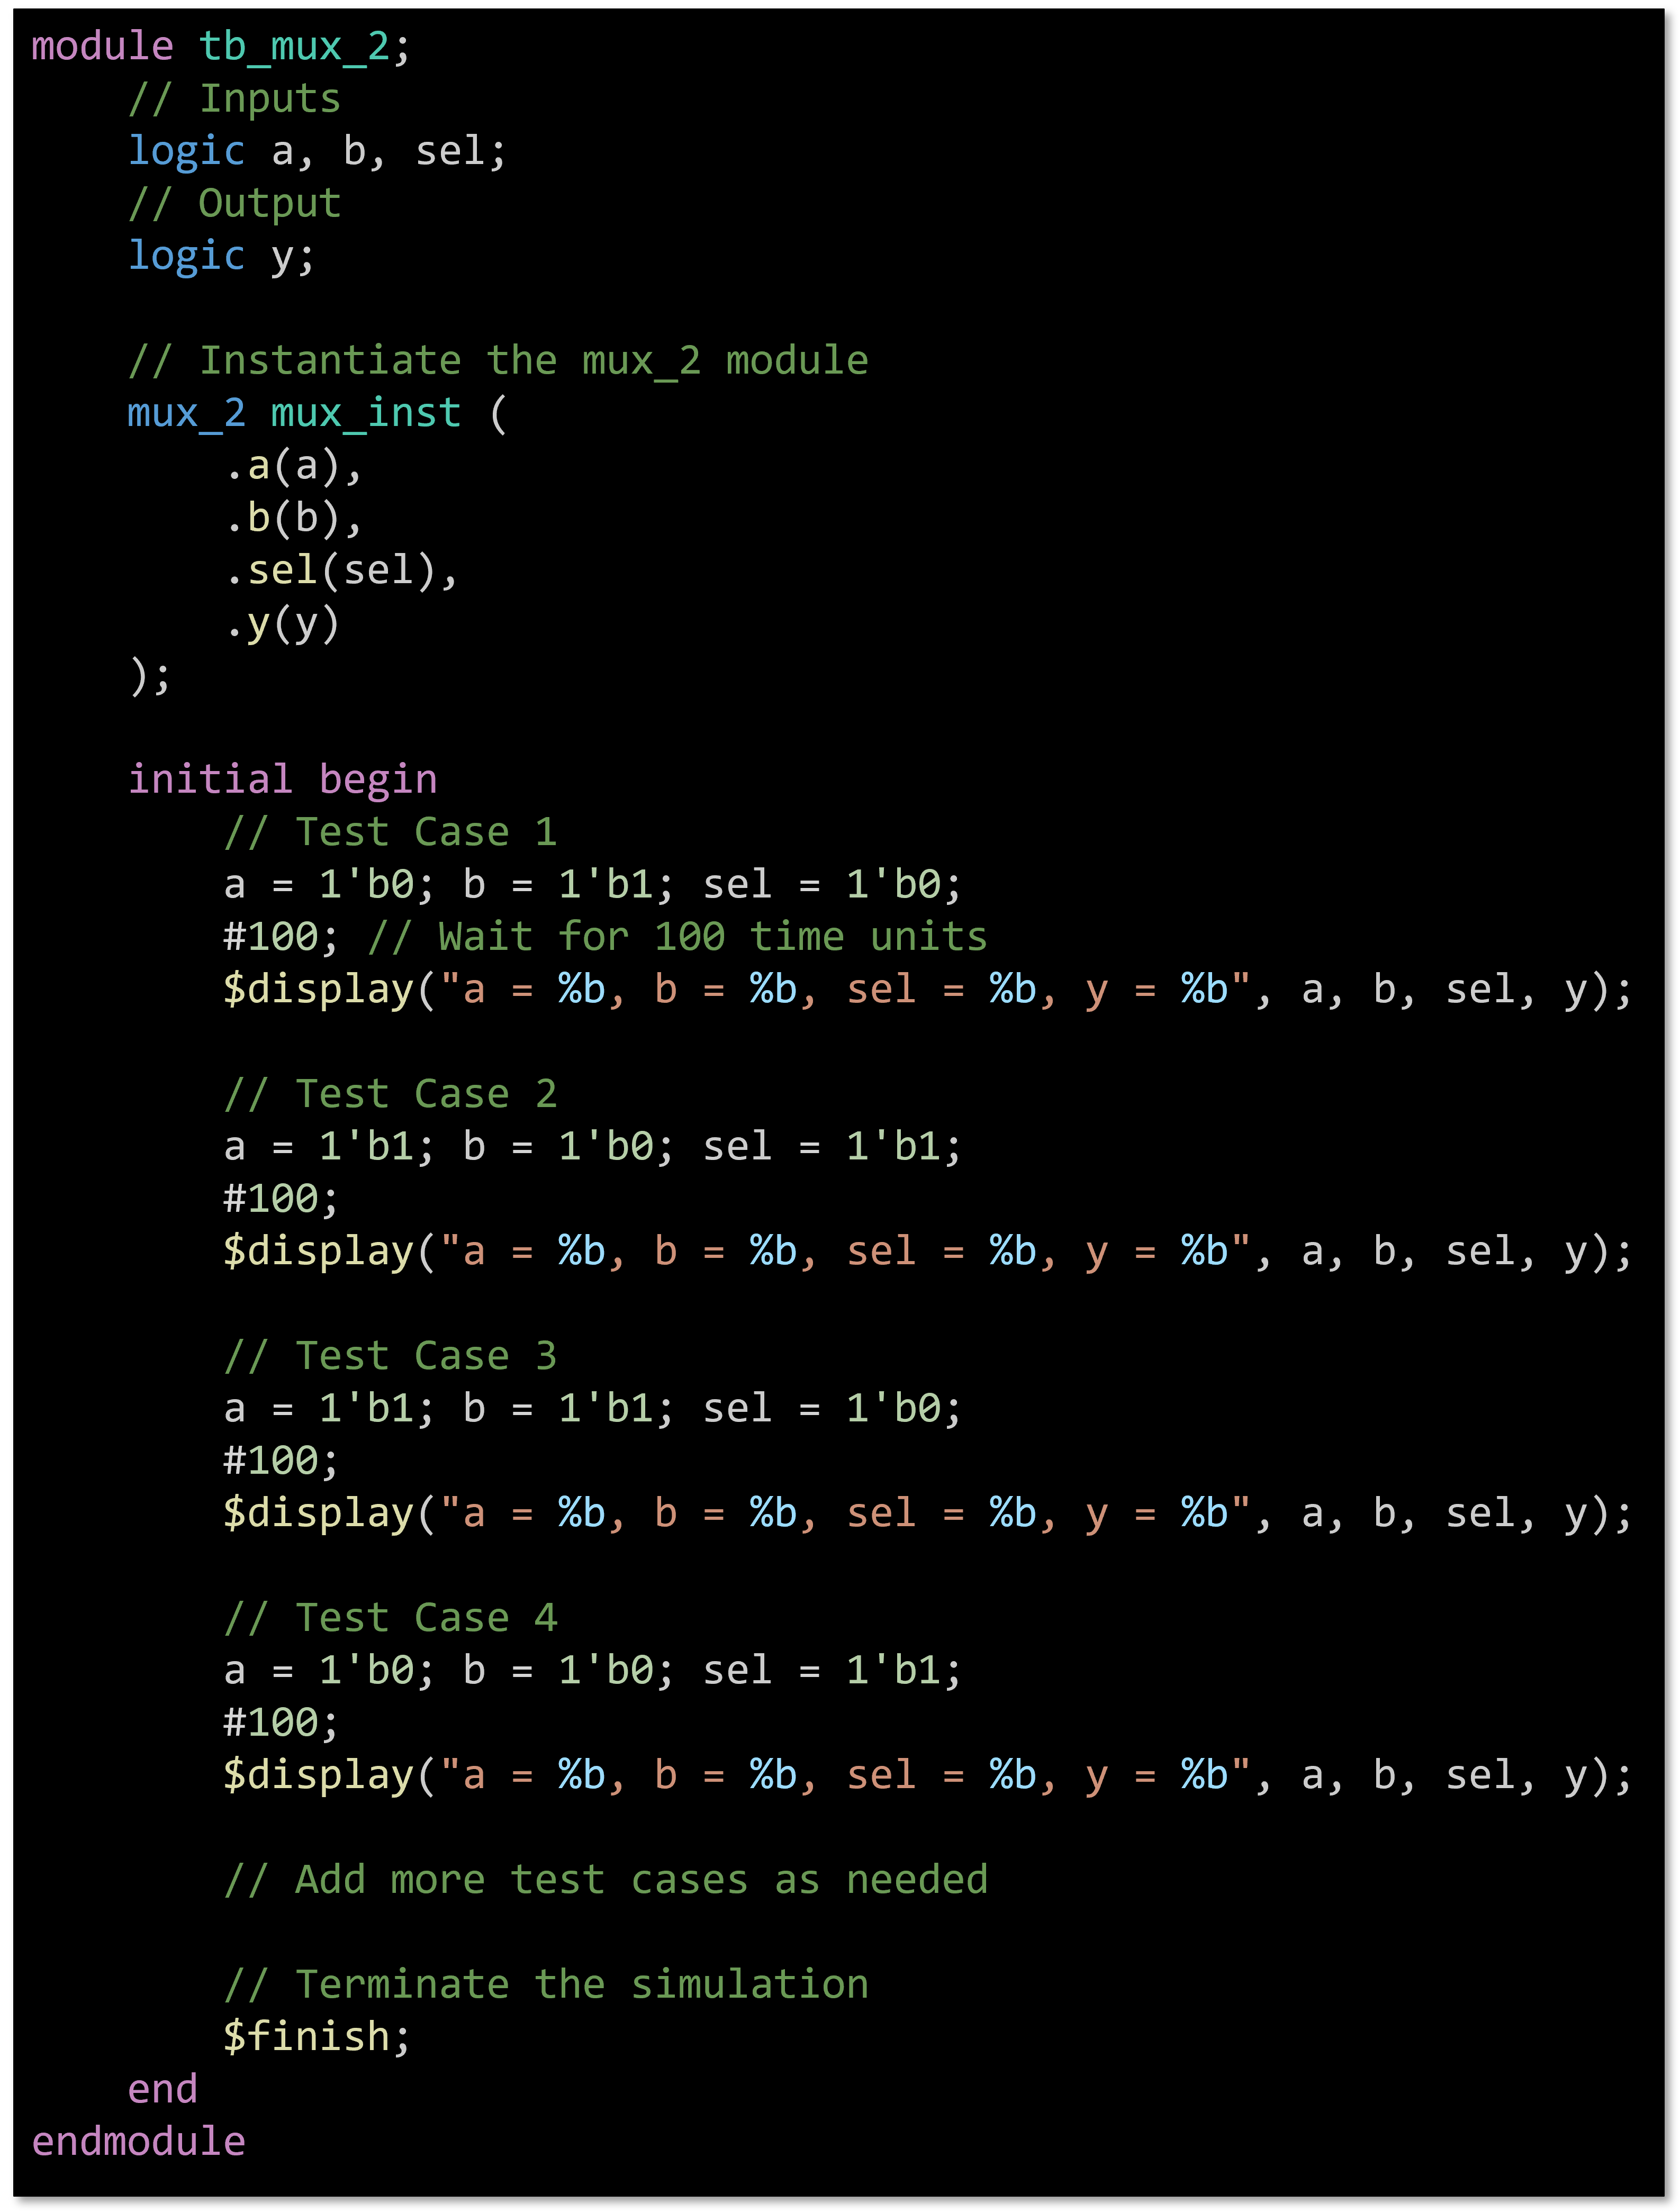 module tb_mux_2;
    // Inputs
    logic a, b, sel;
    // Output
    logic y;

    // Instantiate the mux_2 module
    mux_2 mux_inst (
        .a(a),
        .b(b),
        .sel(sel),
        .y(y)
    );

    initial begin
        // Test Case 1
        a = 1'b0; b = 1'b1; sel = 1'b0;
        #100; // Wait for 100 time units
        $display("a = %b, b = %b, sel = %b, y = %b", a, b, sel, y);

        // Test Case 2
        a = 1'b1; b = 1'b0; sel = 1'b1;
        #100;
        $display("a = %b, b = %b, sel = %b, y = %b", a, b, sel, y);

        // Test Case 3
        a = 1'b1; b = 1'b1; sel = 1'b0;
        #100;
        $display("a = %b, b = %b, sel = %b, y = %b", a, b, sel, y);

        // Test Case 4
        a = 1'b0; b = 1'b0; sel = 1'b1;
        #100;
        $display("a = %b, b = %b, sel = %b, y = %b", a, b, sel, y);

        // Add more test cases as needed

        // Terminate the simulation
        $finish;
    end
endmodule